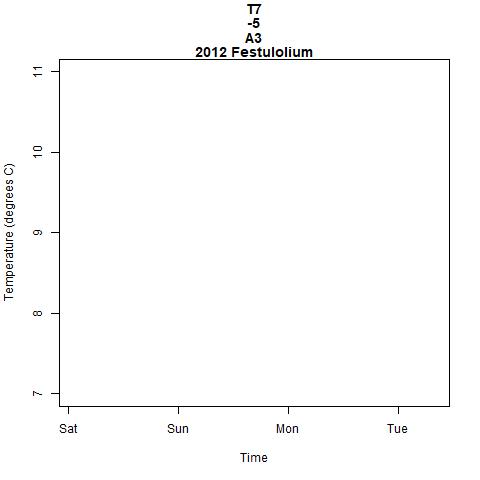 T7
-5
A3
2012 Festulolium
Temperature (degrees C)
11
10
9
8
7
Sat Sun Mon Tue
Time